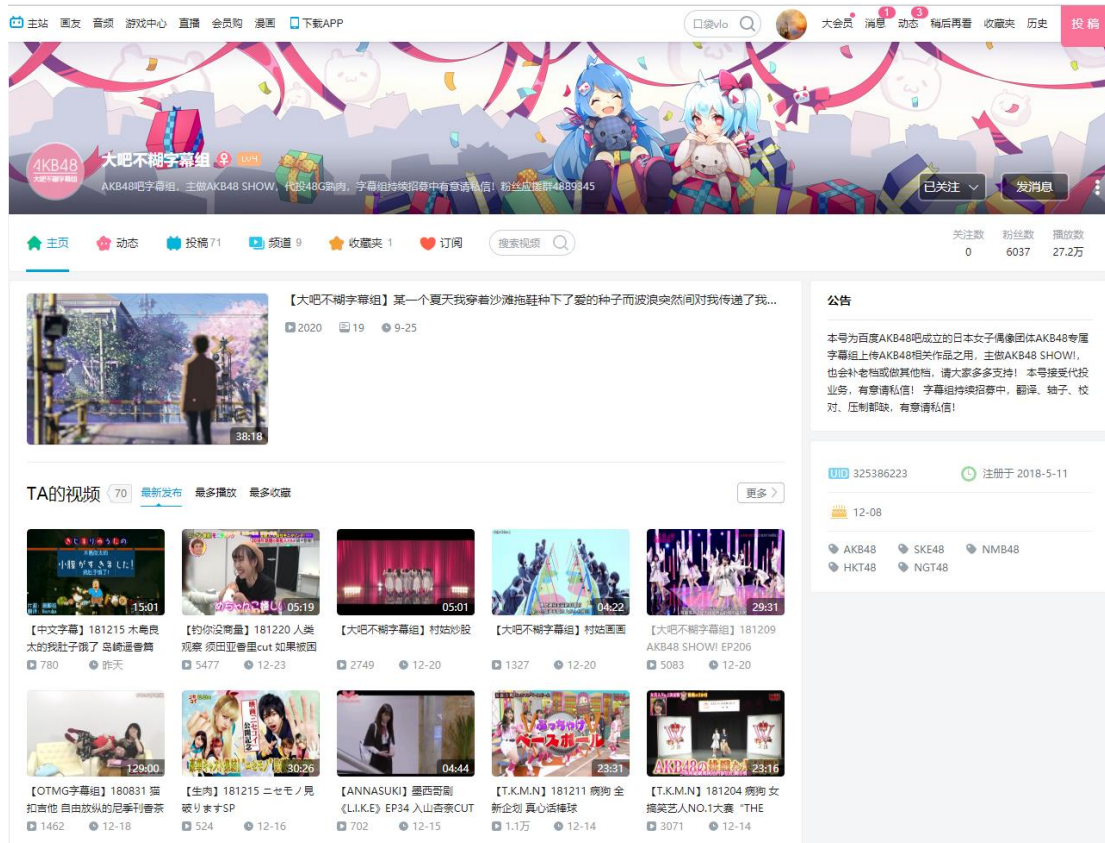 主站 画友 音频 游戏中心 直播 会员购 漫画 下载APP 口袋vlo 大会员 消息 1 动态 3 稍后再看 收藏夹 历史 投稿
AKB48
大吧不糊字幕组
大吧不糊字幕组 LV4
AKB48吧字幕组。主做AKB48 SHOW，代投48G熟肉，字幕组持续招募中有意请私信！粉丝应援群4889345
已关注 发消息
主页 动态 投稿 71 频道 9 收藏夹 1 订阅 搜索视频
关注数 粉丝数 播放数
0 6037 27.2万
【大吧不糊字幕组】某一个夏天我穿着沙滩拖鞋种下了爱的种子而波浪突然间对我传递了我...
2020 19 9-25
38:18
公告
本号为百度AKB48吧成立的日本女子偶像团体AKB48专属
字幕组上传AKB48相关作品之用，主做AKB48 SHOW!，
也会补老档或做其他档，请大家多多支持！ 本号接受代投
业务，有意请私信！ 字幕组持续招募中，翻译、轴子、校
对、压制都缺，有意请私信！
UID 325386223 注册于 2018-5-11
12-08
AKB48 SKE48 NMB48
HKT48 NGT48
TA的视频 70 最新发布 最多播放 最多收藏 更多
15:01 05:19 05:01 04:22 29:31
【中文字幕】181215 木島良
太的我肚子饿了 岛崎遥香篇
780 昨天
【钓你没商量】181220 人类
观察 须田亚香里cut 如果被困
5477 12-23
【大吧不糊字幕组】村姑炒股
2749 12-20
【大吧不糊字幕组】村姑画画
1327 12-20
【大吧不糊字幕组】181209
AKB48 SHOW! EP206
5083 12-20
129:00 30:26 04:44 23:31 23:16
ぶっちゃけ
ベースボール
【OTMG字幕组】180831 猫
扣吉他 自由放纵的尼季刊香茶
1462 12-18
【生肉】181215 ニセモノ見
破りますSP
524 12-16
【ANNASUKI】墨西哥剧
《L.I.K.E》EP34 入山杏奈CUT
702 12-15
【T.K.M.N】181211 痫狗 全
新企划 真心话棒球
1.1万 12-14
【T.K.M.N】181204 痫狗 女
搞笑艺人NO.1大赛“THE
3071 12-14